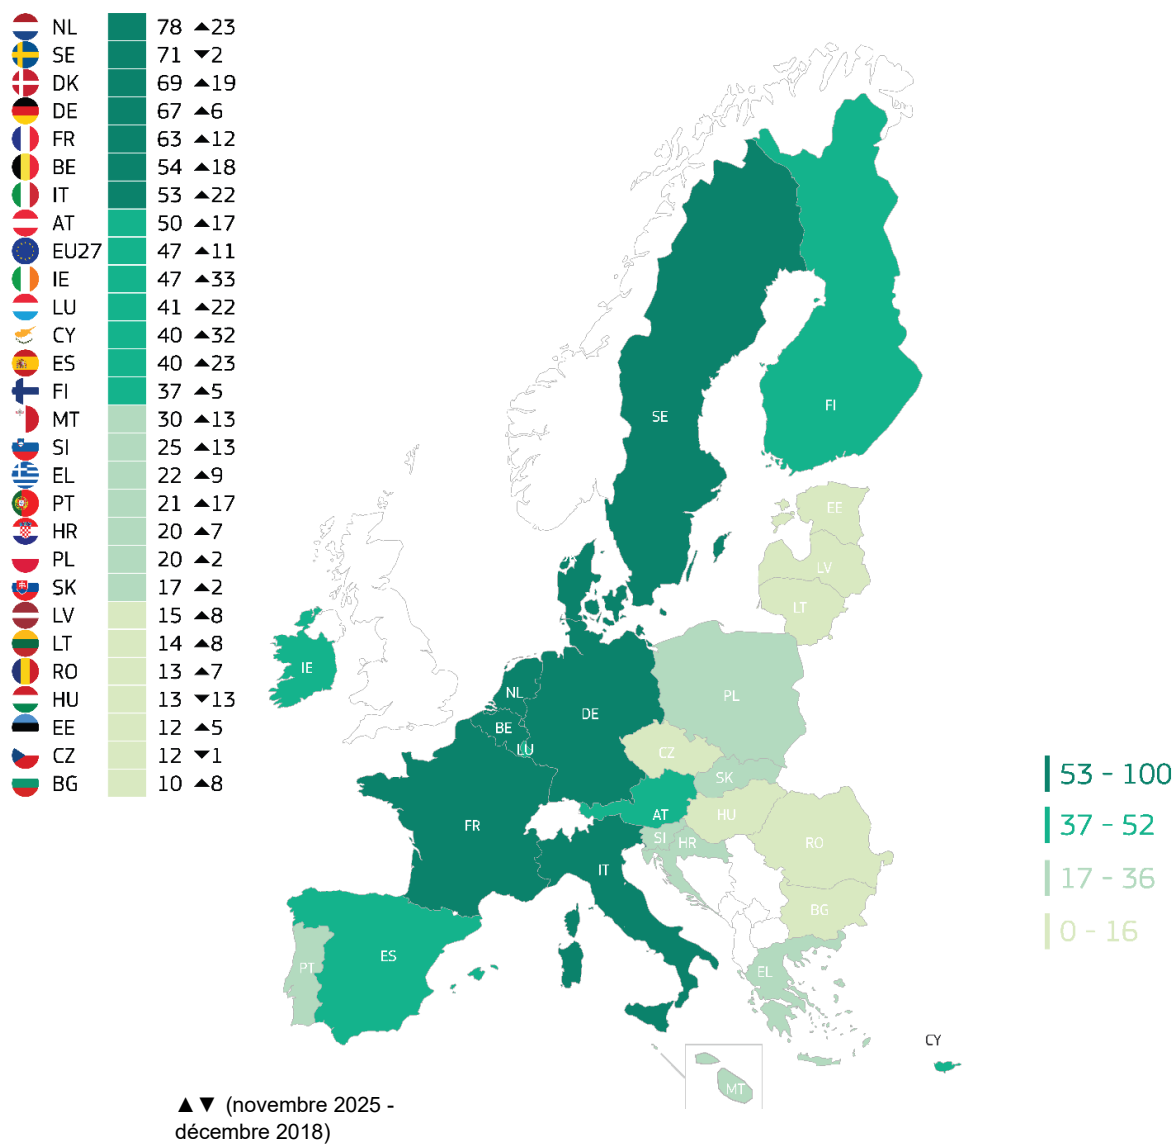 NL 78 ▲23
SE 71 ▼2
DK 69 ▲19
DE 67 ▲6
FR 63 ▲12
BE 54 ▲18
IT 53 ▲22
AT 50 ▲17
EU27 47 ▲11
IE 47 ▲33
LU 41 ▲22
CY 40 ▲32
ES 40 ▲23
FI 37 ▲5
MT 30 ▲13
SI 25 ▲13
EL 22 ▲9
PT 21 ▲17
HR 20 ▲7
PL 20 ▲2
SK 17 ▲2
LV 15 ▲8
LT 14 ▲8
RO 13 ▲7
HU 13 ▼13
EE 12 ▲5
CZ 12 ▼1
BG 10 ▲8
SE
FI
EE
LV
LT
IE
NL
DE
PL
BE
LU
CZ
SK
FR
AT
HU
SI
HR
RO
IT
BG
ES
PT
EL
CY
MT
53 - 100
37 - 52
17 - 36
0 - 16
▲▼ (novembre 2025 -
décembre 2018)